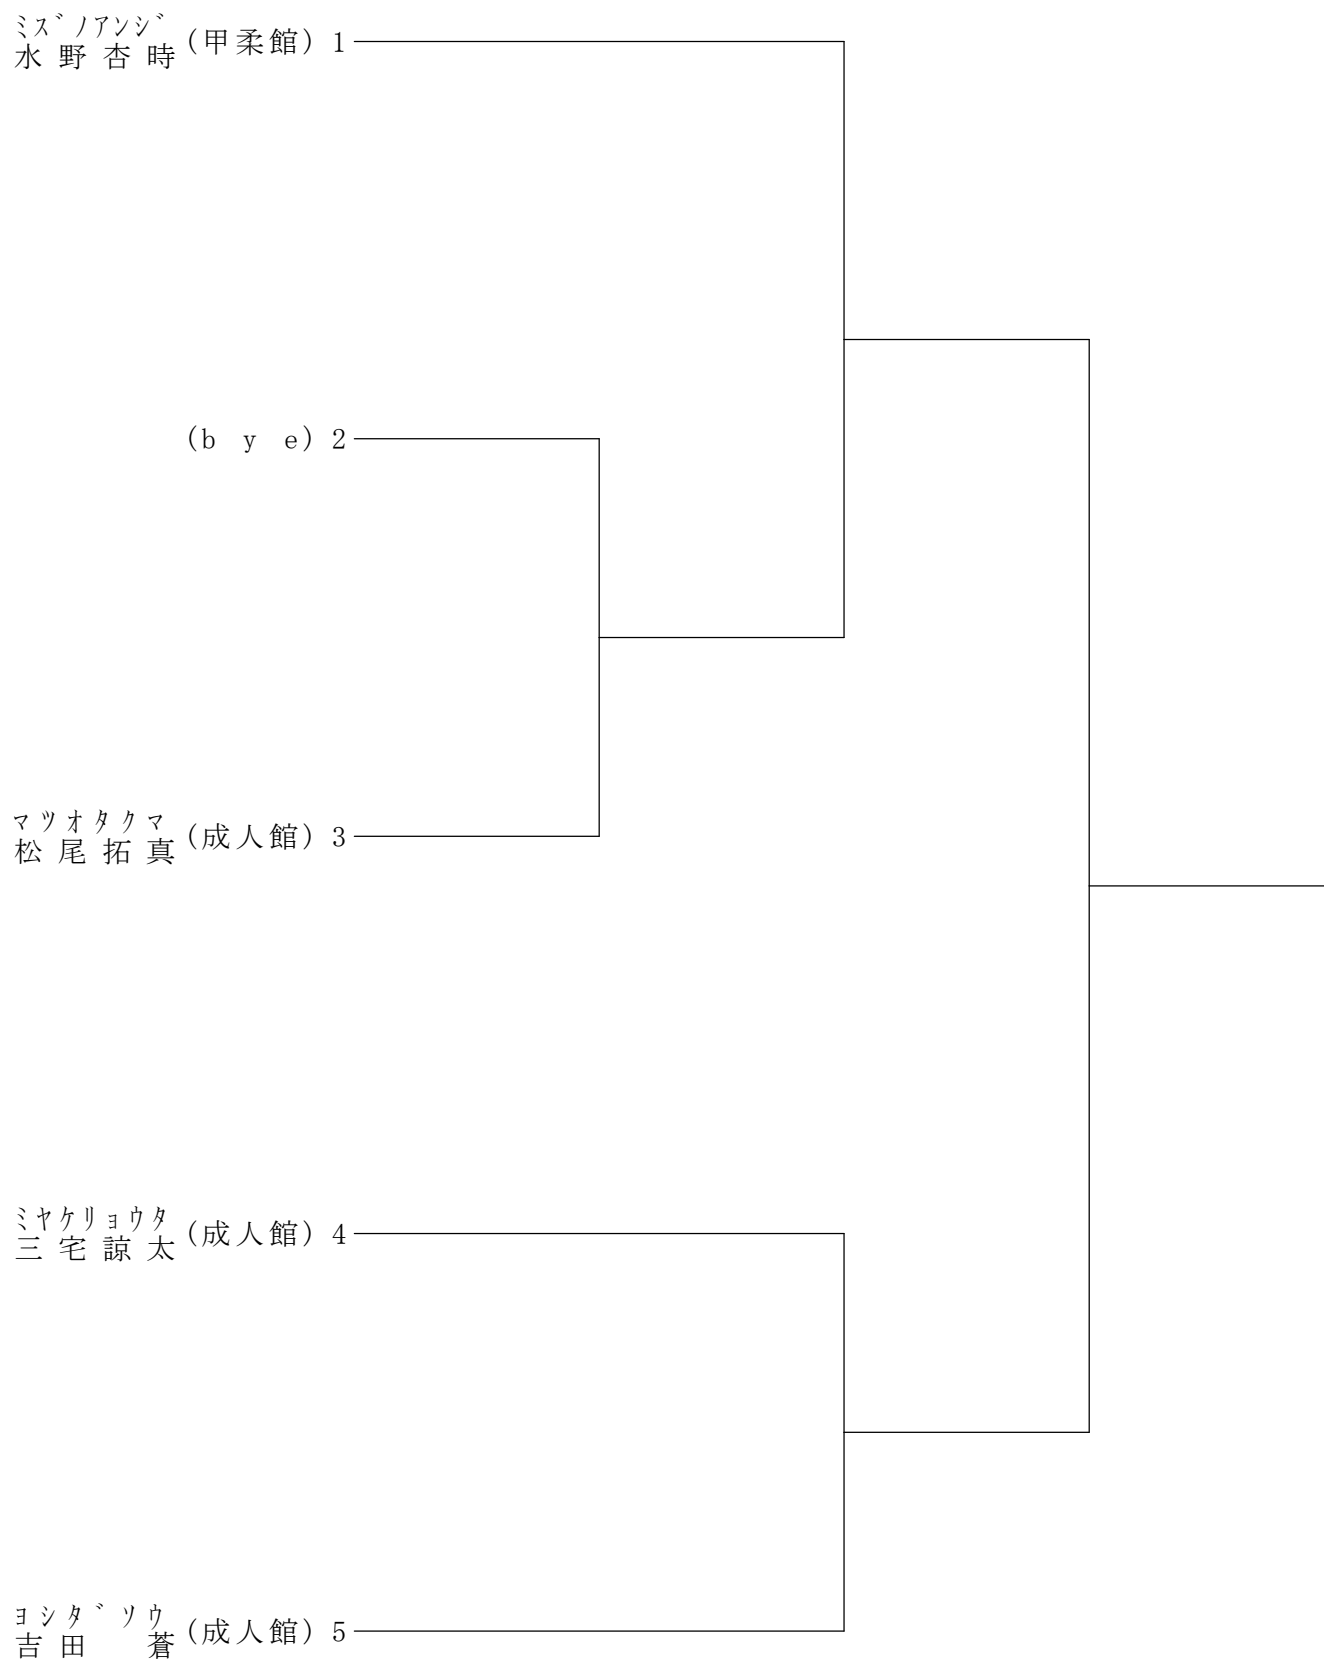 ミズノアンジ
水野杏時 (甲柔館) 1
(bye) 2
マツオタクマ
松尾拓真 (成人館) 3
ミヤケリョウタ
三宅諒太 (成人館) 4
ヨシダソウ
吉田 蒼 (成人館) 5